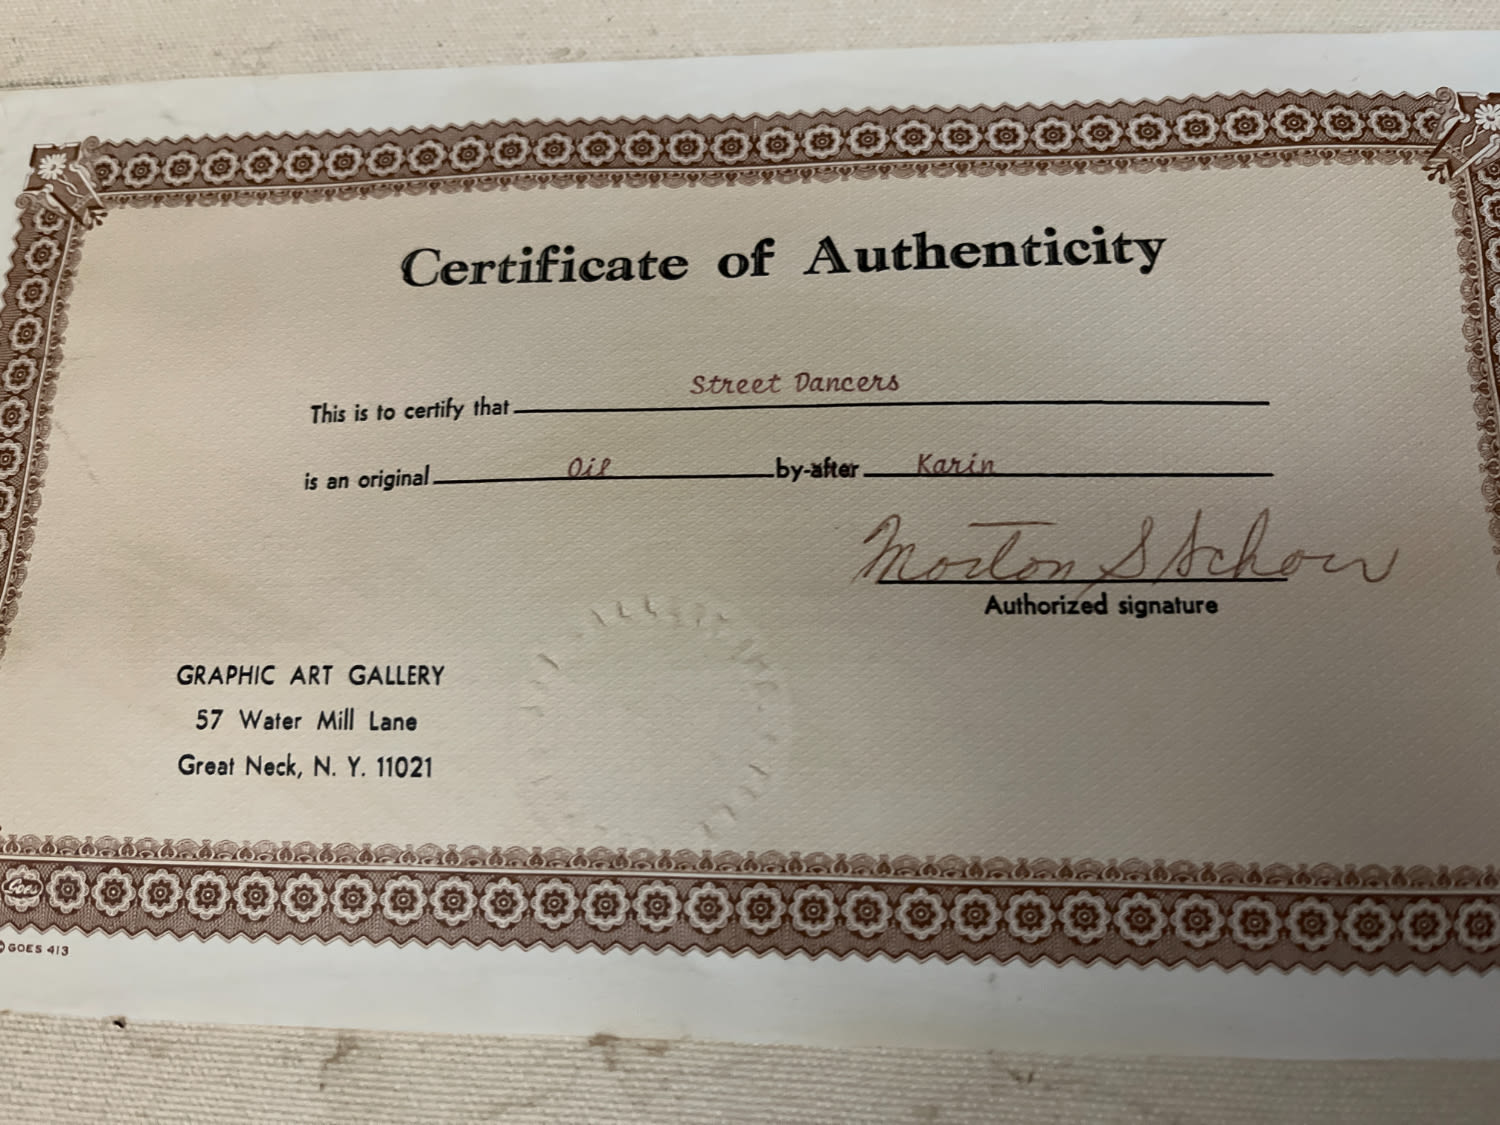 Certificate of Authenticity
This is to certify that Street Dancers
is an original Oil by-after Karin
Morton S Schow
Authorized signature
GRAPHIC ART GALLERY
57 Water Mill Lane
Great Neck, N. Y. 11021
Goes
© GOES 413